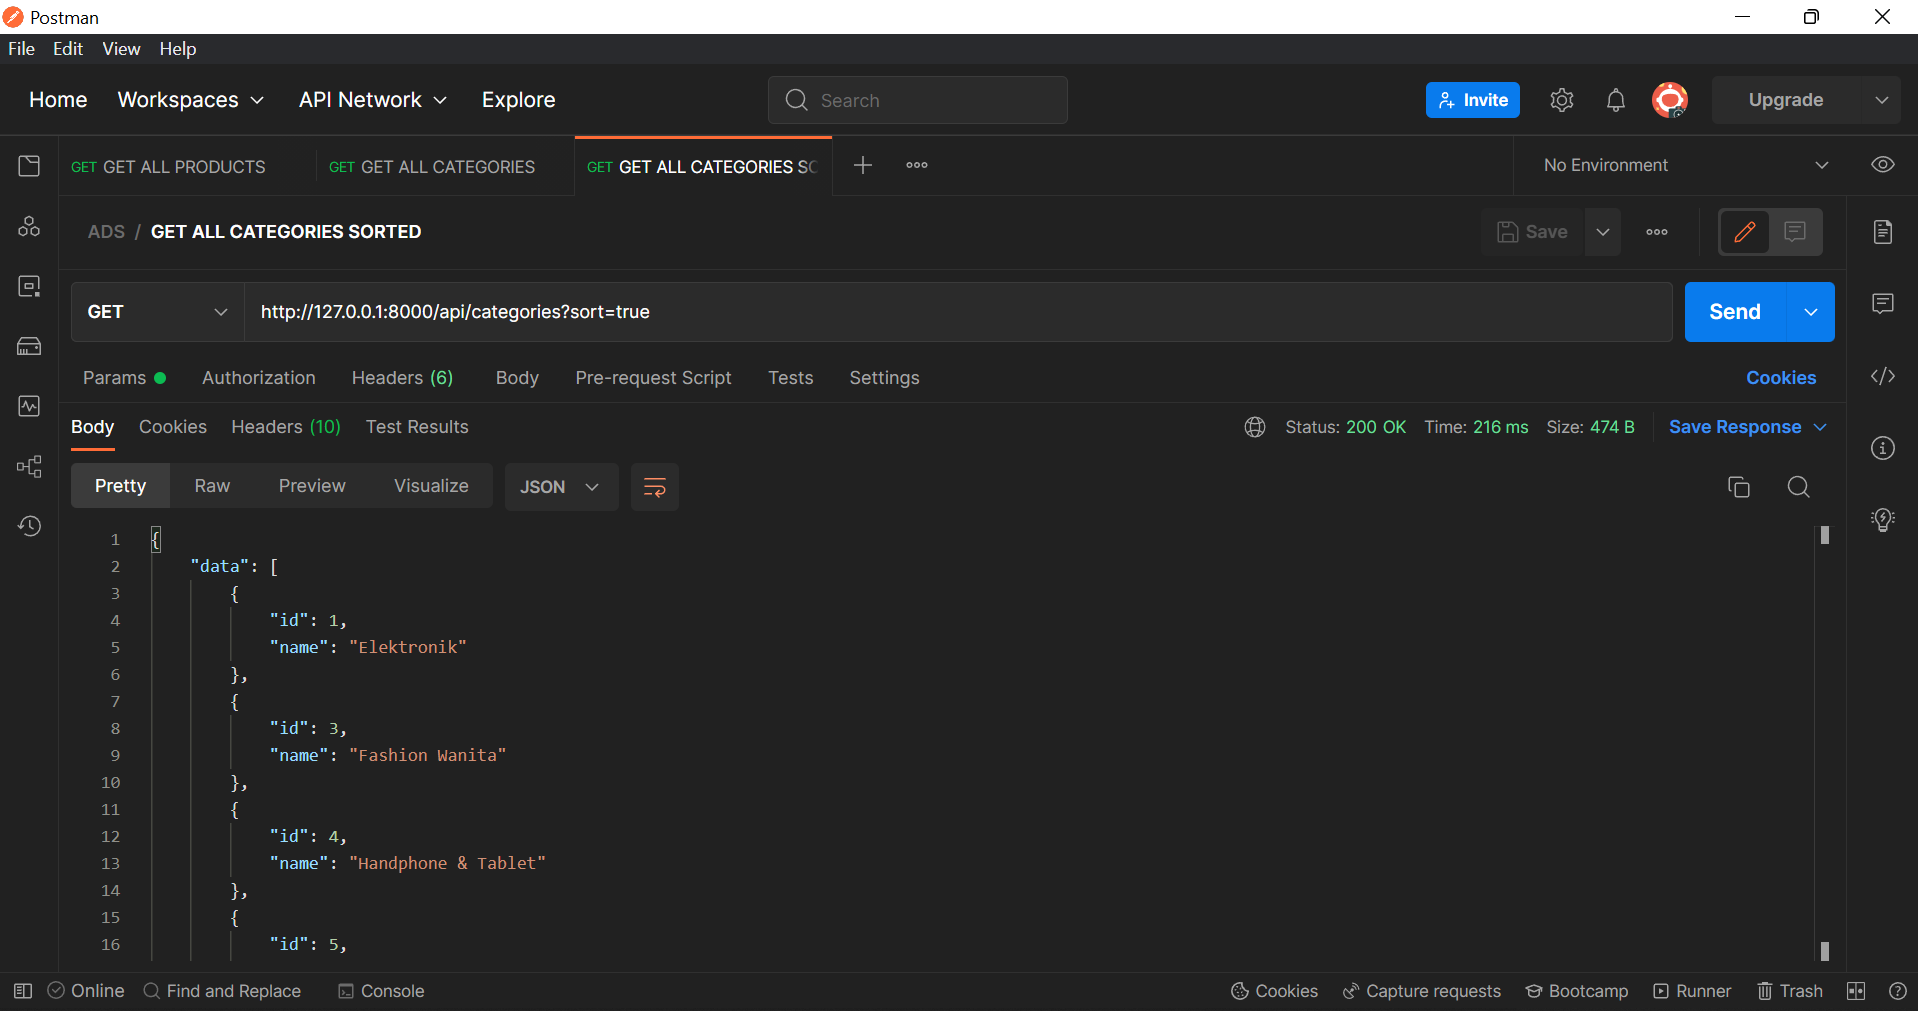 Postman
File Edit View Help
Home Workspaces API Network Explore Search Invite Upgrade
GET GET ALL PRODUCTS GET GET ALL CATEGORIES GET GET ALL CATEGORIES SC No Environment
ADS / GET ALL CATEGORIES SORTED Save
GET http://127.0.0.1:8000/api/categories?sort=true Send
Params Authorization Headers (6) Body Pre-request Script Tests Settings Cookies
Body Cookies Headers (10) Test Results Status: 200 OK Time: 216 ms Size: 474 B Save Response
Pretty Raw Preview Visualize JSON
1 {
2 "data": [
3 {
4 "id": 1,
5 "name": "Elektronik"
6 },
7 {
8 "id": 3,
9 "name": "Fashion Wanita"
10 },
11 {
12 "id": 4,
13 "name": "Handphone & Tablet"
14 },
15 {
16 "id": 5,
Online Find and Replace Console Cookies Capture requests Bootcamp Runner Trash